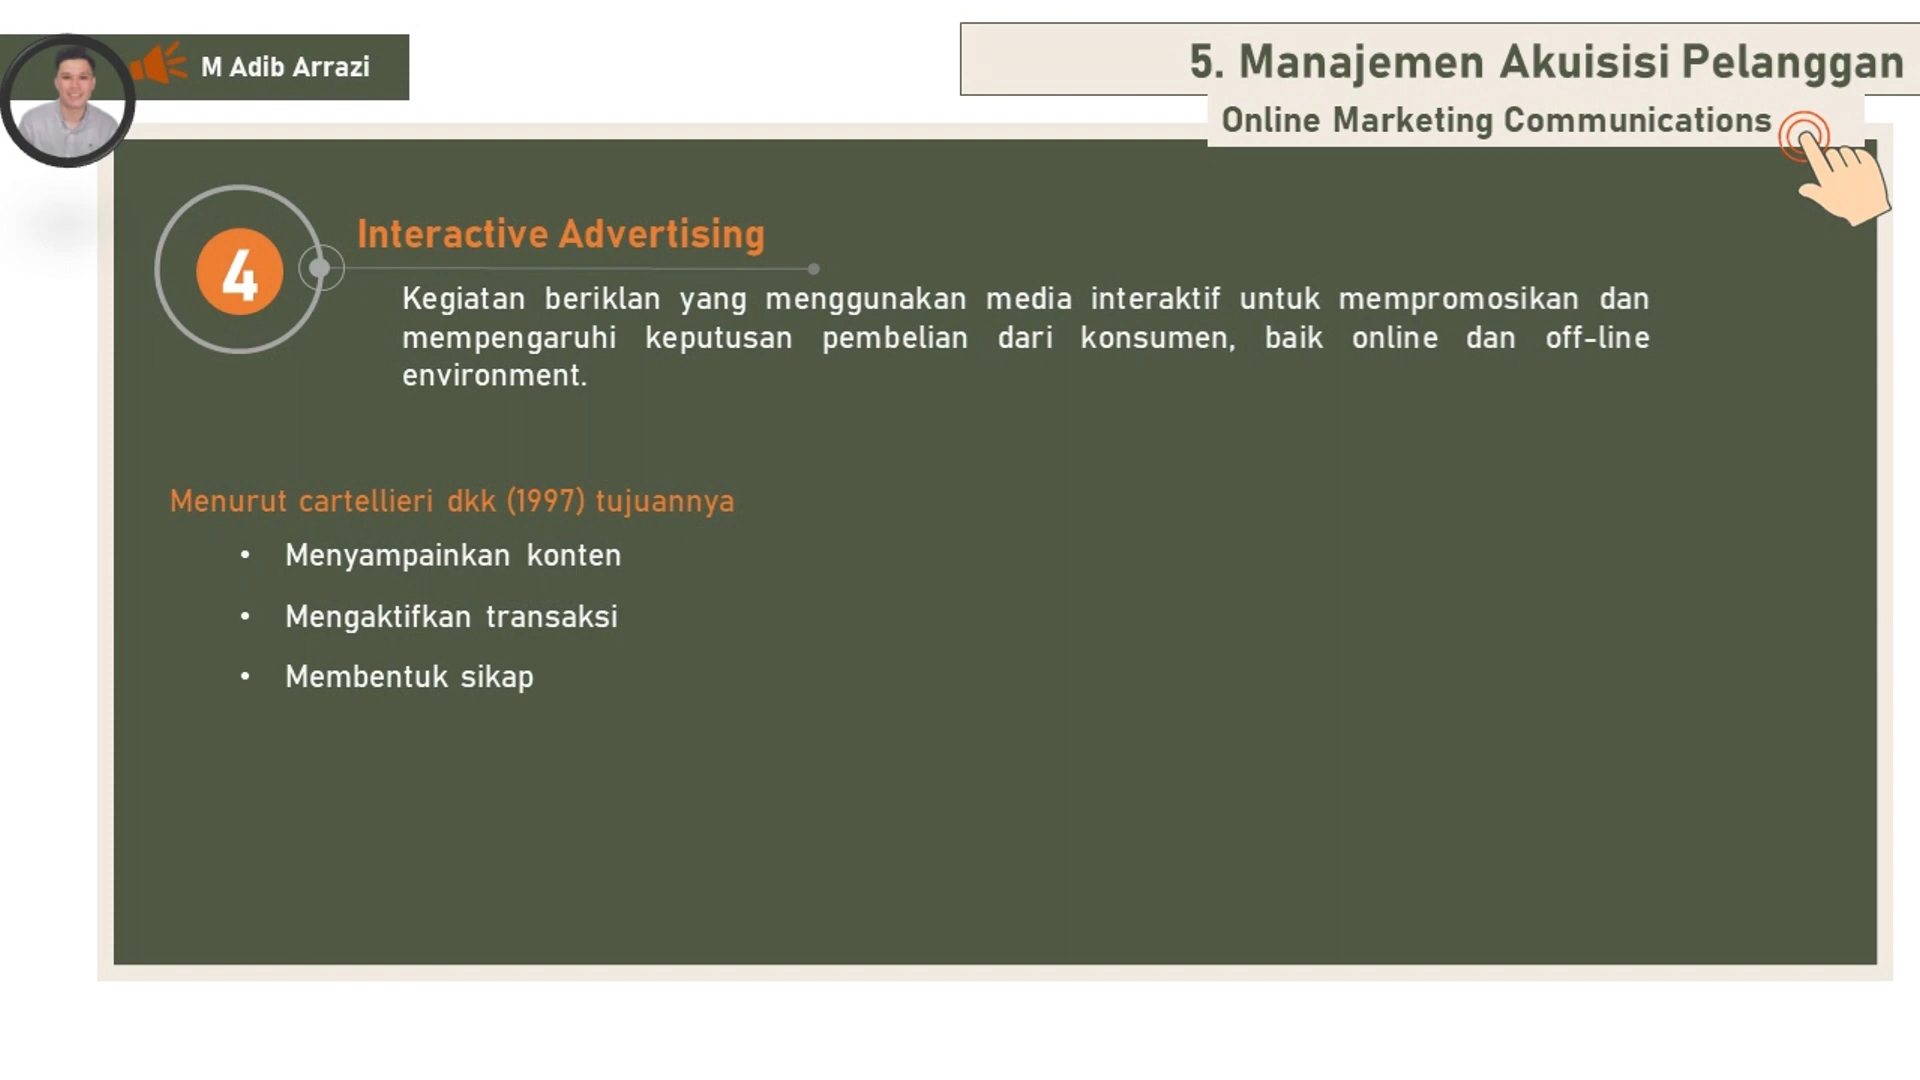 M Adib Arrazi
5. Manajemen Akuisisi Pelanggan
Online Marketing Communications
4
Interactive Advertising
Kegiatan beriklan yang menggunakan media interaktif untuk mempromosikan dan
mempengaruhi keputusan pembelian dari konsumen, baik online dan off-line
environment.
Menurut cartellieri dkk (1997) tujuannya
• Menyampainkan konten
• Mengaktifkan transaksi
• Membentuk sikap